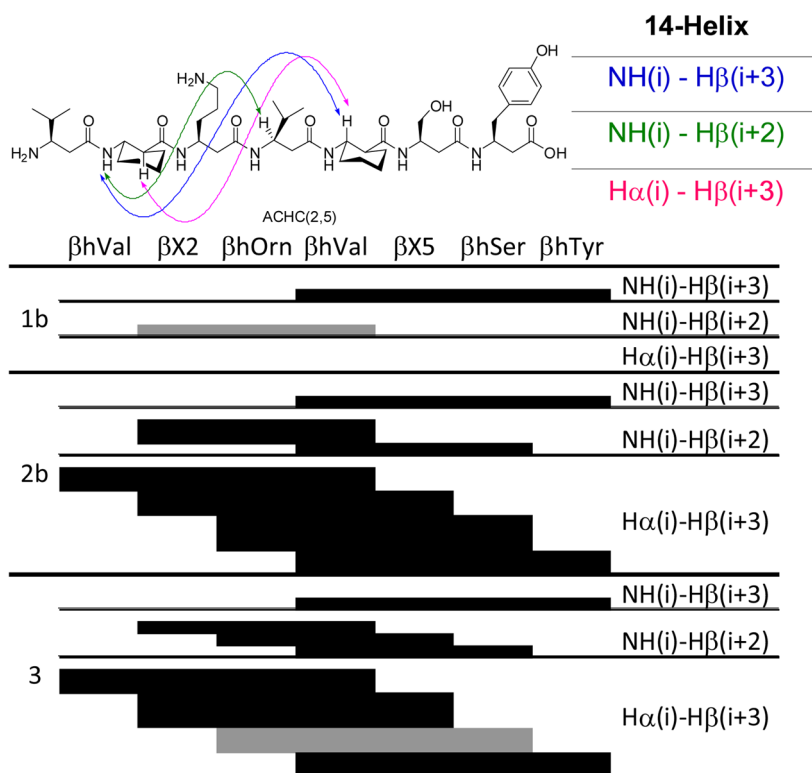 14-Helix
NH(i) - Hβ(i+3)
NH(i) - Hβ(i+2)
Hα(i) - Hβ(i+3)
OH
H₂N
OH
O O H O O H O O O
H₂N N N N N N N OH
H H H H H H H
ACHC(2,5)
βhVal βX2 βhOrn βhVal βX5 βhSer βhTyr
1b
NH(i)-Hβ(i+3)
NH(i)-Hβ(i+2)
Hα(i)-Hβ(i+3)
2b
NH(i)-Hβ(i+3)
NH(i)-Hβ(i+2)
Hα(i)-Hβ(i+3)
3
NH(i)-Hβ(i+3)
NH(i)-Hβ(i+2)
Hα(i)-Hβ(i+3)